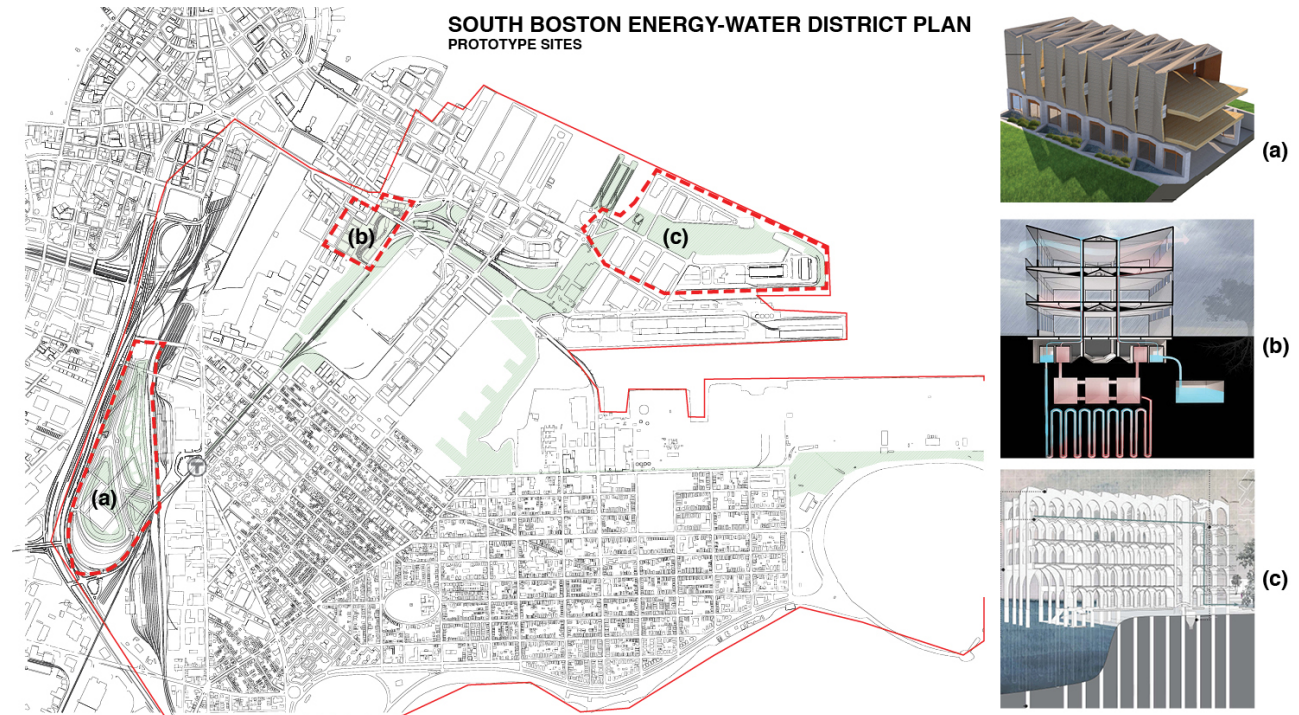 SOUTH BOSTON ENERGY-WATER DISTRICT PLAN
PROTOTYPE SITES
(a)
(b)
(c)
(b)
(c)
(a)
T